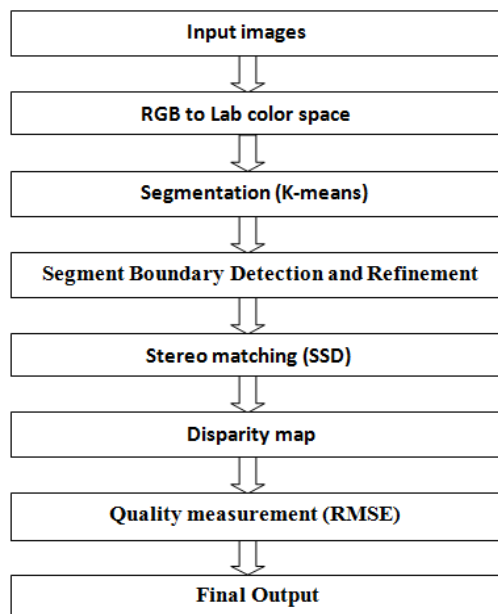 Input images
RGB to Lab color space
Segmentation (K-means)
Segment Boundary Detection and Refinement
Stereo matching (SSD)
Disparity map
Quality measurement (RMSE)
Final Output